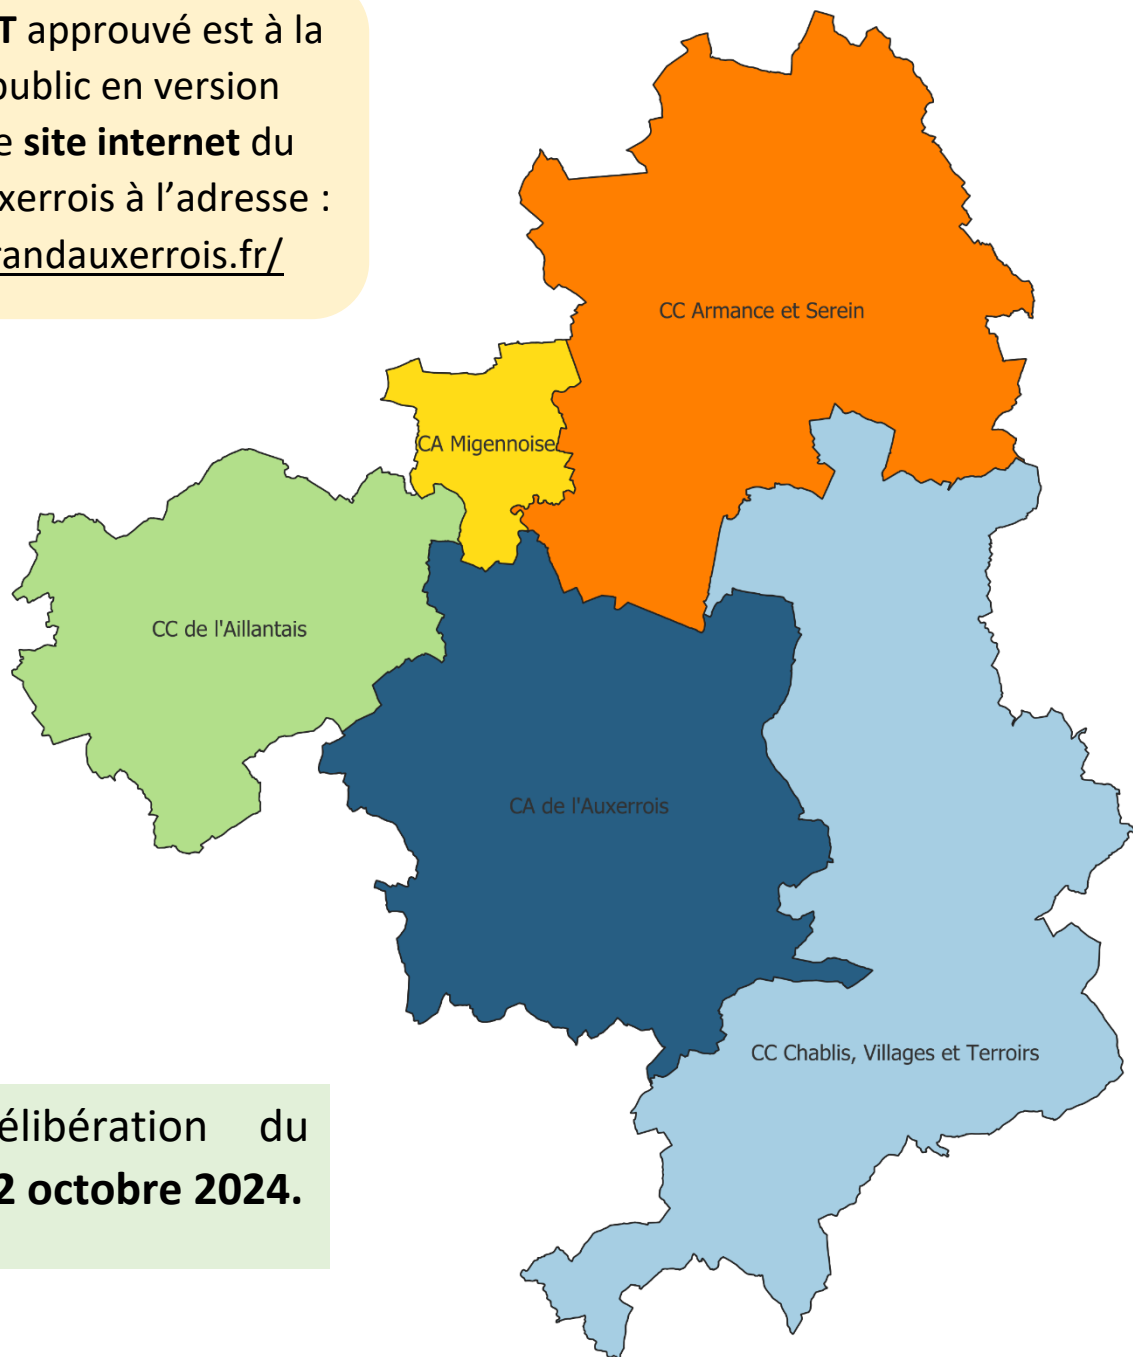 T approuvé est à la
public en version
e site internet du
uxerrois à l’adresse :
randauxerrois.fr/
CC Armance et Serein
CA Migennoise
CC de l'Aillantais
CA de l'Auxerrois
CC Chablis, Villages et Terroirs
élibération du
2 octobre 2024.